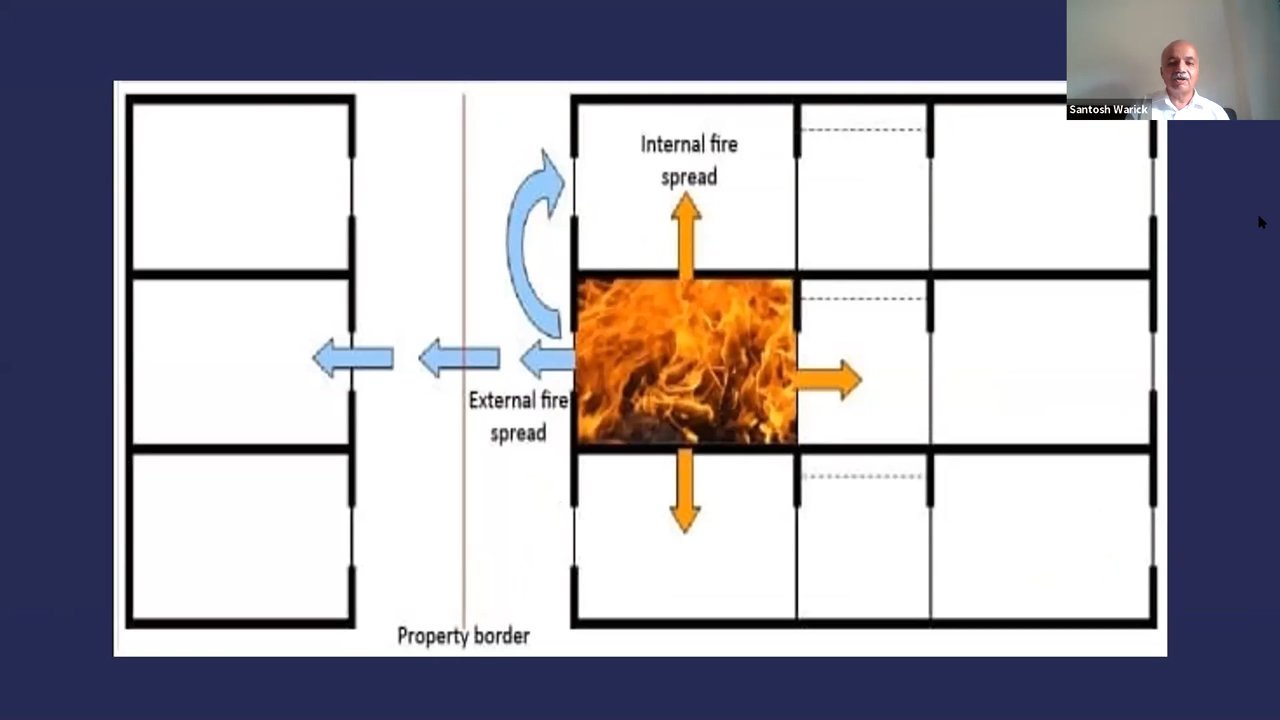 Santosh Warick
Internal fire
spread
External fire
spread
Property border